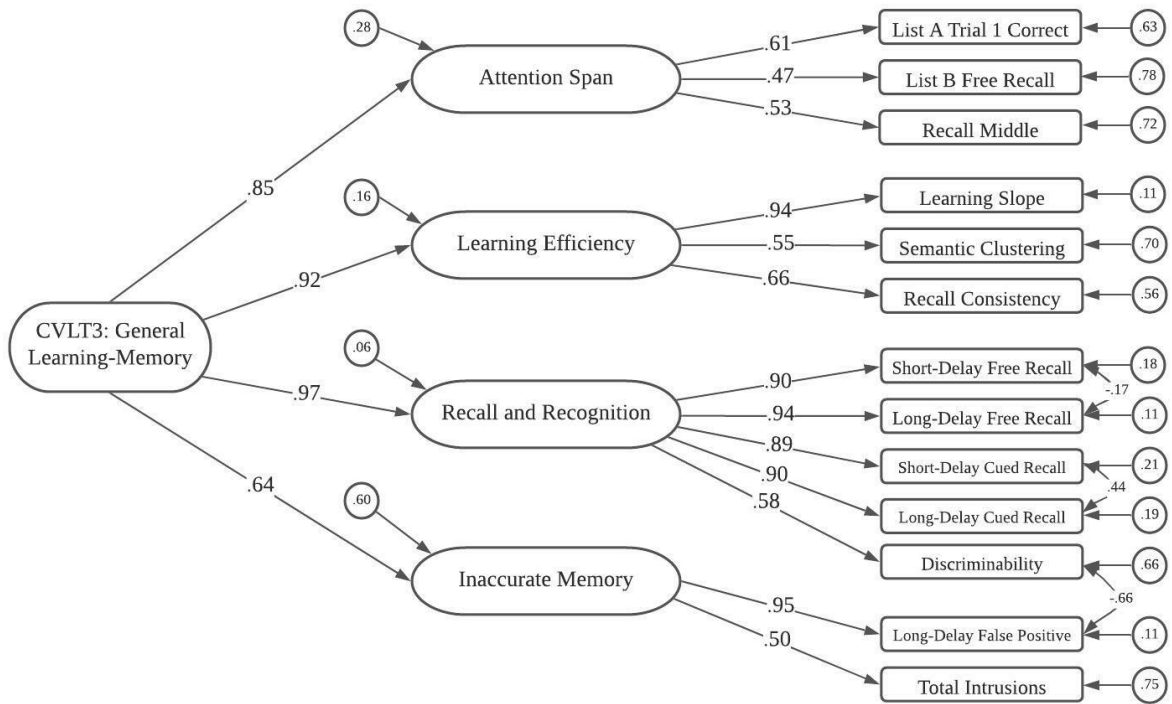 .28
.61
List A Trial 1 Correct
.63
Attention Span
.47
List B Free Recall
.78
.53
Recall Middle
.72
.85
.16
.94
Learning Slope
.11
Learning Efficiency
.55
Semantic Clustering
.70
.92
.66
Recall Consistency
.56
CVLT3: General
Learning-Memory
.06
.90
Short-Delay Free Recall
.18
-.17
.97
Recall and Recognition
.94
Long-Delay Free Recall
.11
.89
Short-Delay Cued Recall
.21
.44
.90
Long-Delay Cued Recall
.19
.64
.60
.58
Discriminability
.66
-.66
Inaccurate Memory
.95
Long-Delay False Positive
.11
.50
Total Intrusions
.75